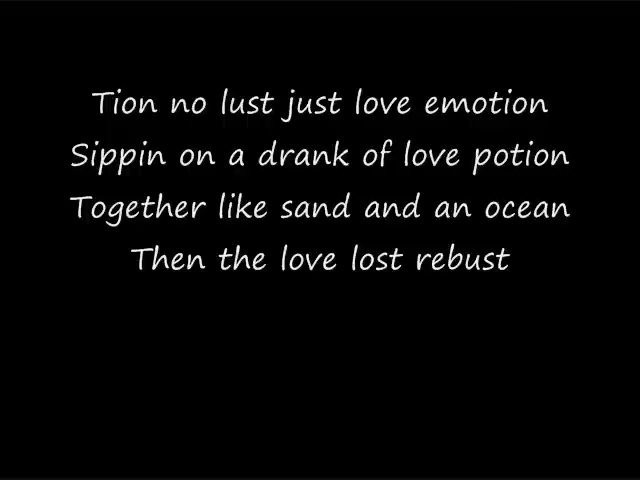 Tion no lust just love emotion
Sippin on a drank of love potion
Together like sand and an ocean
Then the love lost rebust